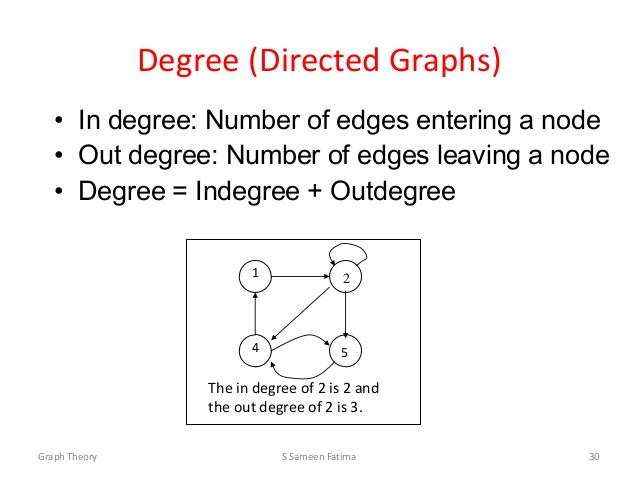 Degree (Directed Graphs)
• In degree: Number of edges entering a node
• Out degree: Number of edges leaving a node
• Degree = Indegree + Outdegree
1
2
4
5
The in degree of 2 is 2 and
the out degree of 2 is 3.
Graph Theory
S Sameen Fatima
30